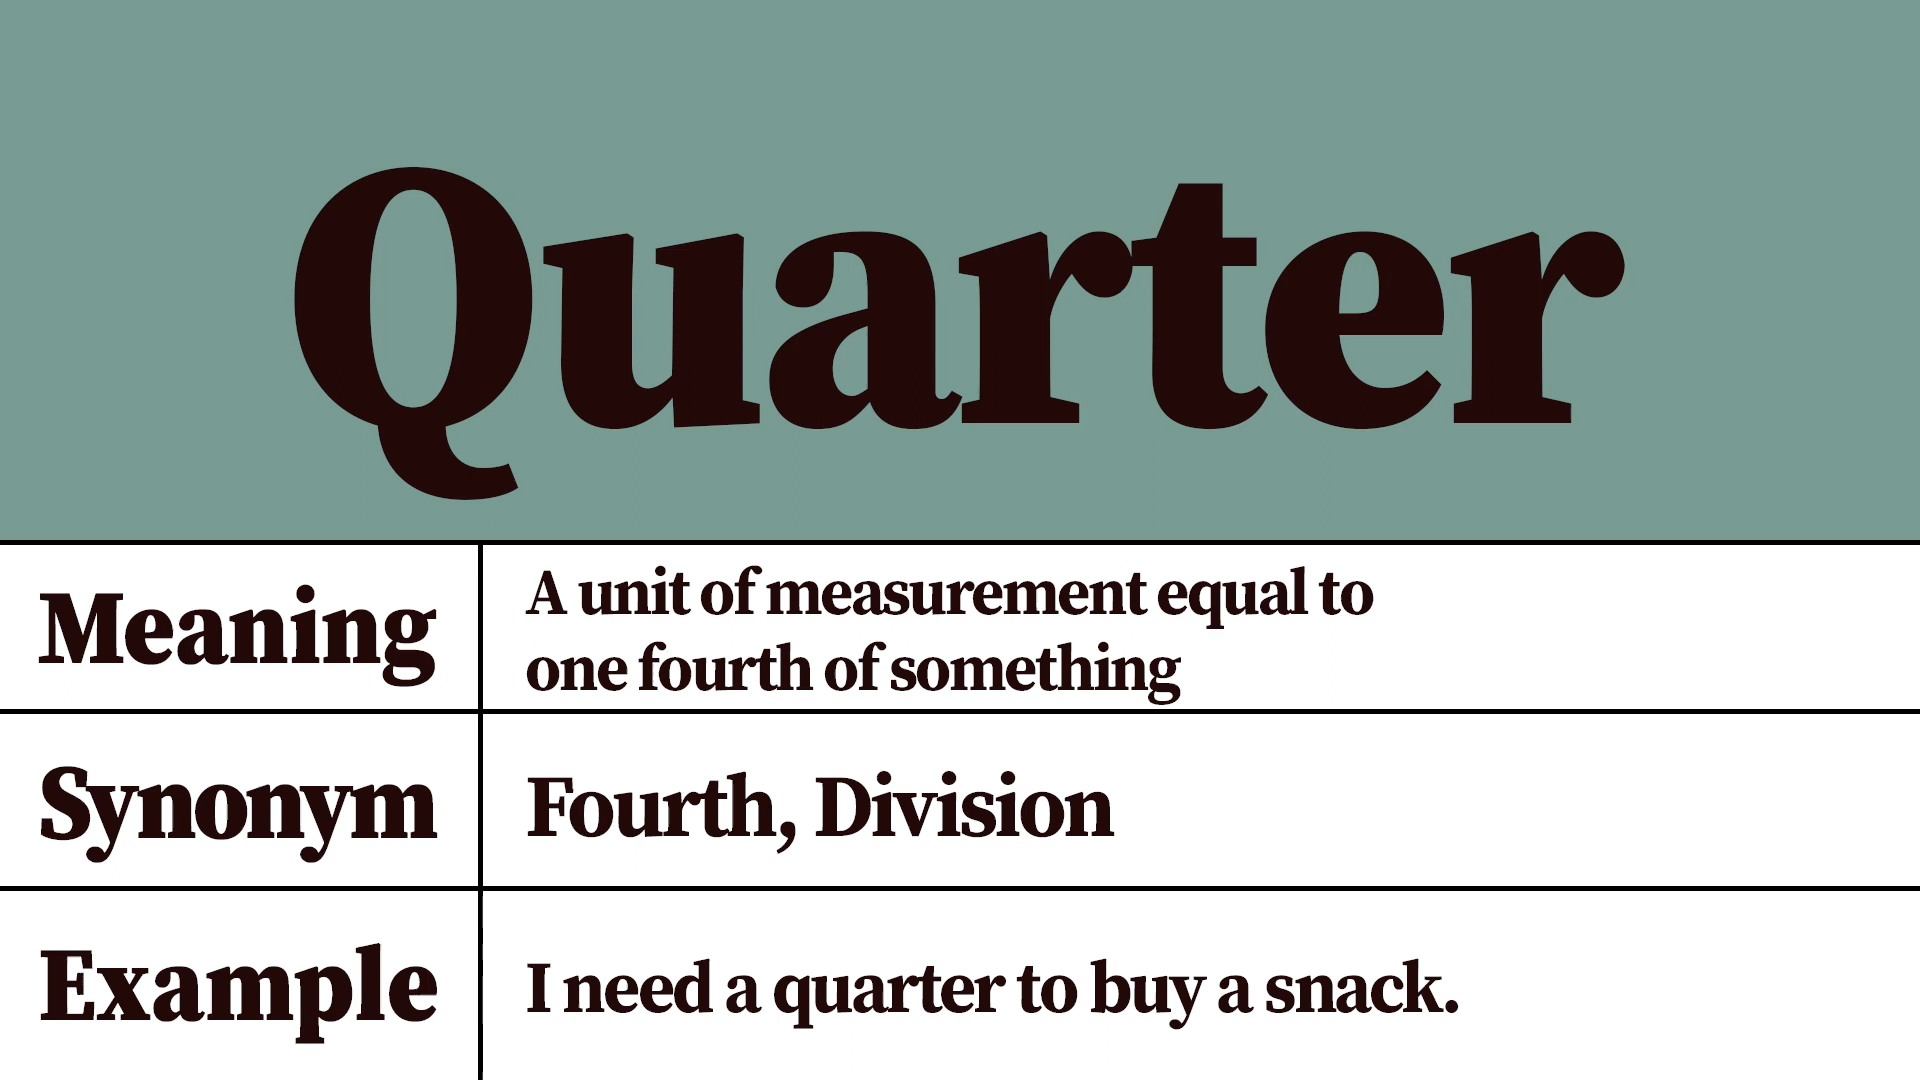 Quarter
Meaning
A unit of measurement equal to
one fourth of something
Synonym
Fourth, Division
Example
I need a quarter to buy a snack.